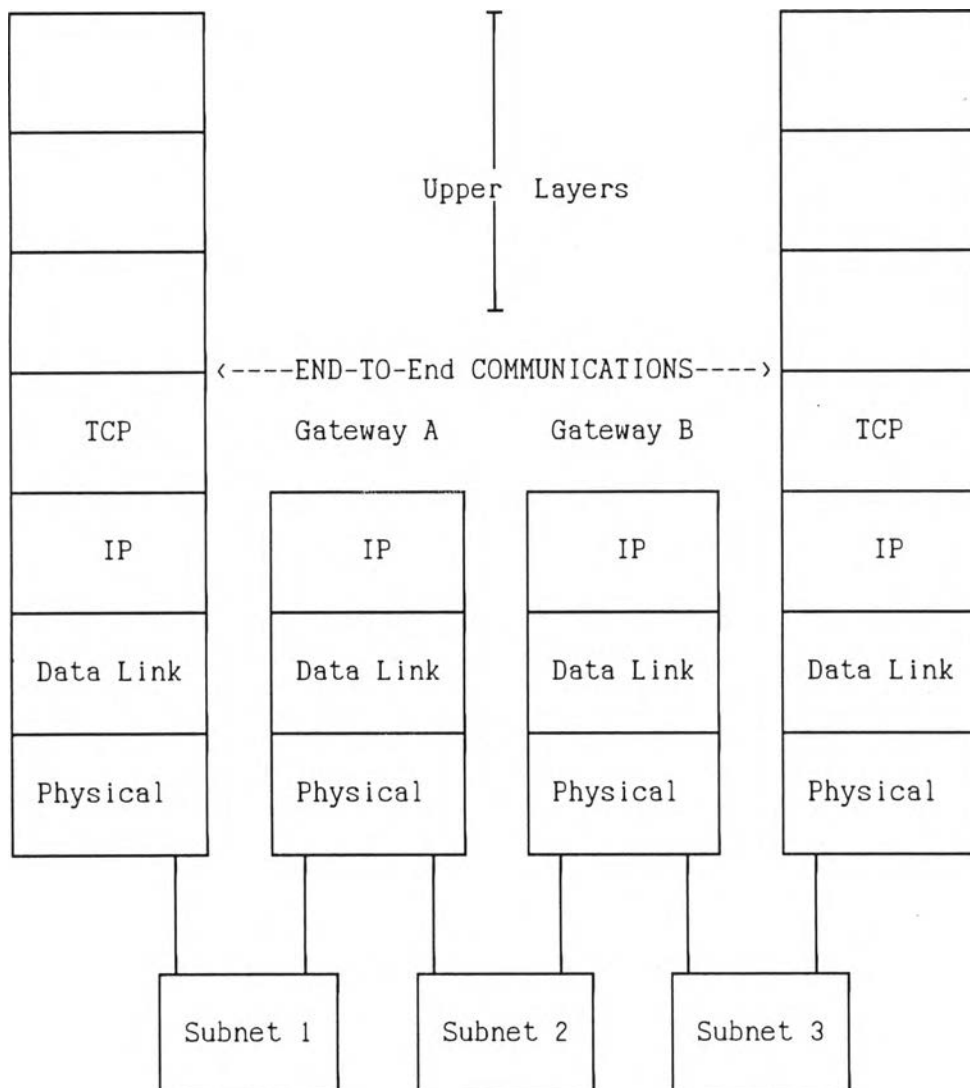 Upper Layers
<----END-TO-End COMMUNICATIONS---->
TCP Gateway A Gateway B TCP
IP IP IP IP
Data Link Data Link Data Link Data Link
Physical Physical Physical Physical
Subnet 1 Subnet 2 Subnet 3